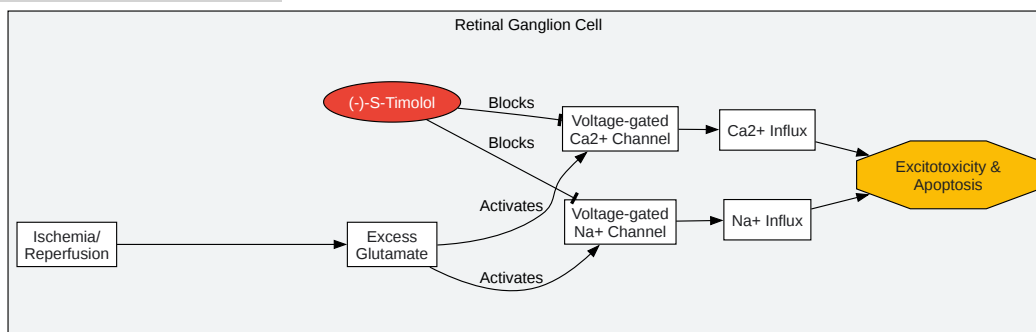 Retinal Ganglion Cell
(-)-S-Timolol
Blocks
Blocks
Voltage-gated
Ca2+ Channel
Ca2+ Influx
Excitotoxicity &
Apoptosis
Activates
Voltage-gated
Na+ Channel
Na+ Influx
Ischemia/
Reperfusion
Excess
Glutamate
Activates